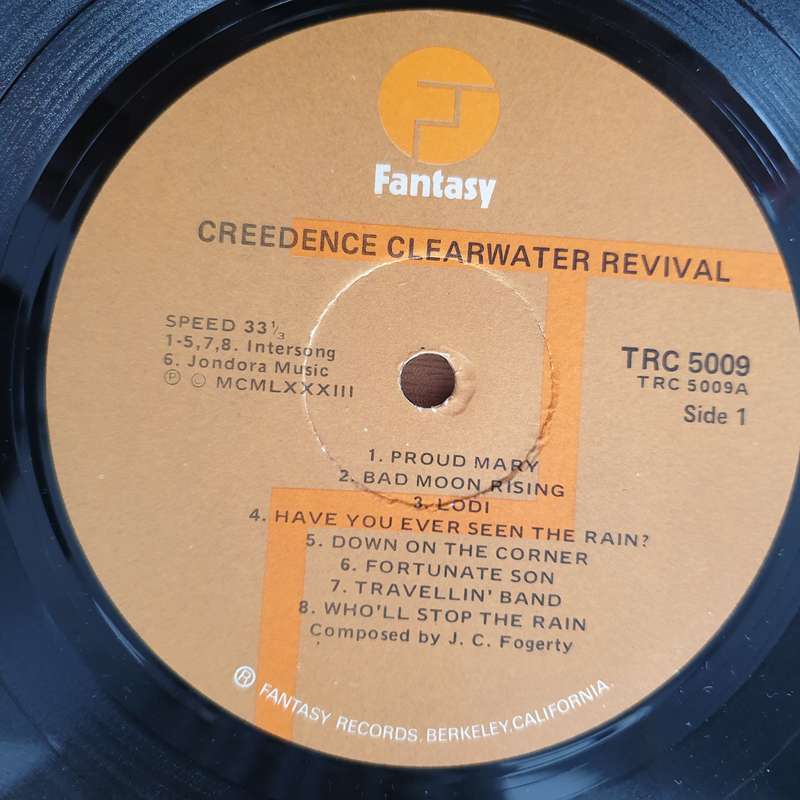 Fantasy
CREEDENCE CLEARWATER REVIVAL
SPEED 33⅓
1-5,7,8. Intersong
6. Jondora Music
Ⓟ © MCMLXXXIII
TRC 5009
TRC 5009A
Side 1
1. PROUD MARY
2. BAD MOON RISING
3. LODI
4. HAVE YOU EVER SEEN THE RAIN?
5. DOWN ON THE CORNER
6. FORTUNATE SON
7. TRAVELLIN' BAND
8. WHO'LL STOP THE RAIN
Composed by J. C. Fogerty
® FANTASY RECORDS, BERKELEY, CALIFORNIA.